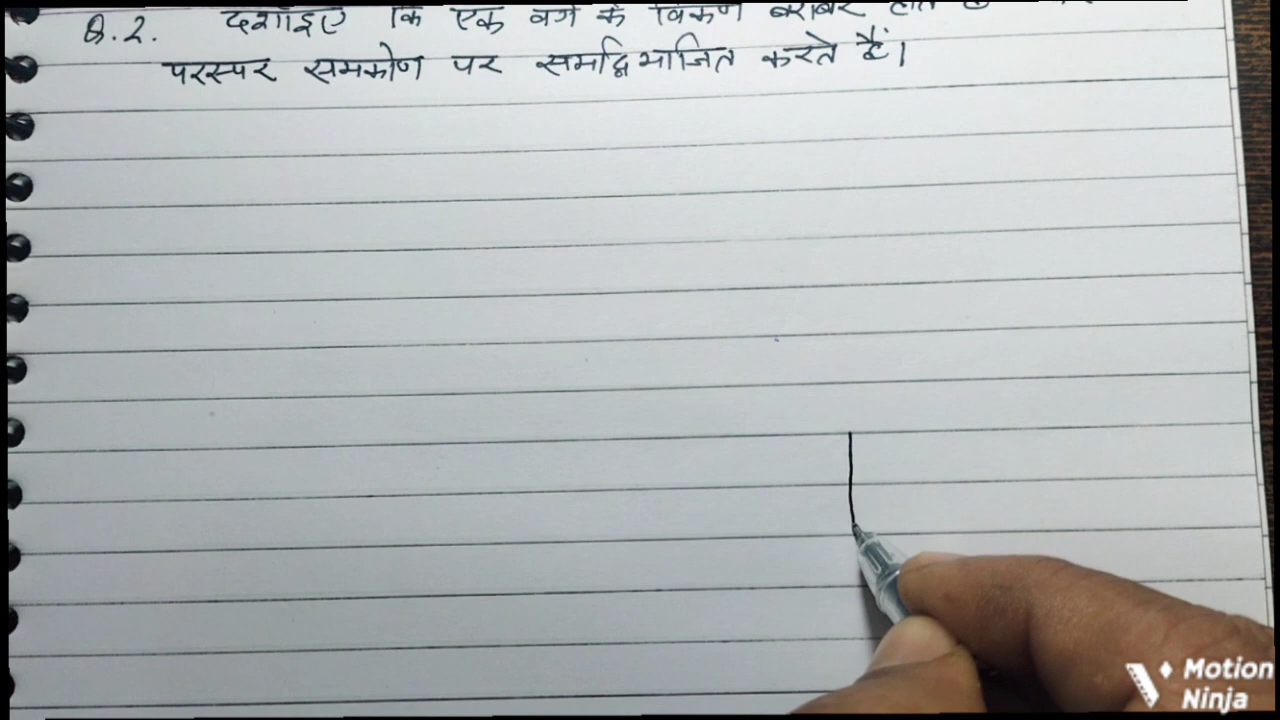 Q.2. दर्शाइए कि एक वर्ग के विकर्ण बराबर होते
परस्पर समकोण पर समद्विभाजित करते हैं।
Motion
Ninja